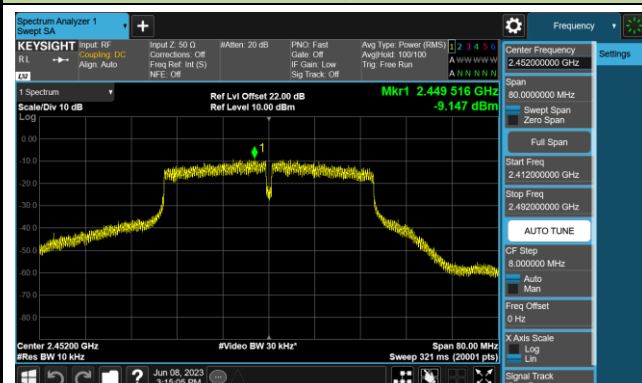 Spectrum Analyzer 1
Swept SA
+
Frequency
KEYSIGHT
RL
LXI
Input: RF
Coupling: DC
Align: Auto
Input Z: 50 Ω
Corrections: Off
Freq Ref: Int (S)
NFE: Off
#Atten: 20 dB
PNO: Fast
Gate: Off
IF Gain: Low
Sig Track: Off
Avg Type: Power (RMS)
Avg|Hold: 100/100
Trig: Free Run
1 2 3 4 5 6
A W W W W W
A N N N N N
Center Frequency
2.452000000 GHz
Settings
Span
80.0000000 MHz
Swept Span
Zero Span
Full Span
Start Freq
2.412000000 GHz
Stop Freq
2.492000000 GHz
AUTO TUNE
CF Step
8.000000 MHz
Auto
Man
Freq Offset
0 Hz
X Axis Scale
Log
Lin
Signal Track
1 Spectrum
Scale/Div 10 dB
Log
Ref Lvl Offset 22.00 dB
Ref Level 10.00 dBm
Mkr1 2.449 516 GHz
-9.147 dBm
1
0.00
-10.0
-20.0
-30.0
-40.0
-50.0
-60.0
-70.0
-80.0
Center 2.45200 GHz
#Res BW 10 kHz
#Video BW 30 kHz*
Span 80.00 MHz
Sweep 321 ms (20001 pts)
?
Jun 08, 2023
3:15:05 PM